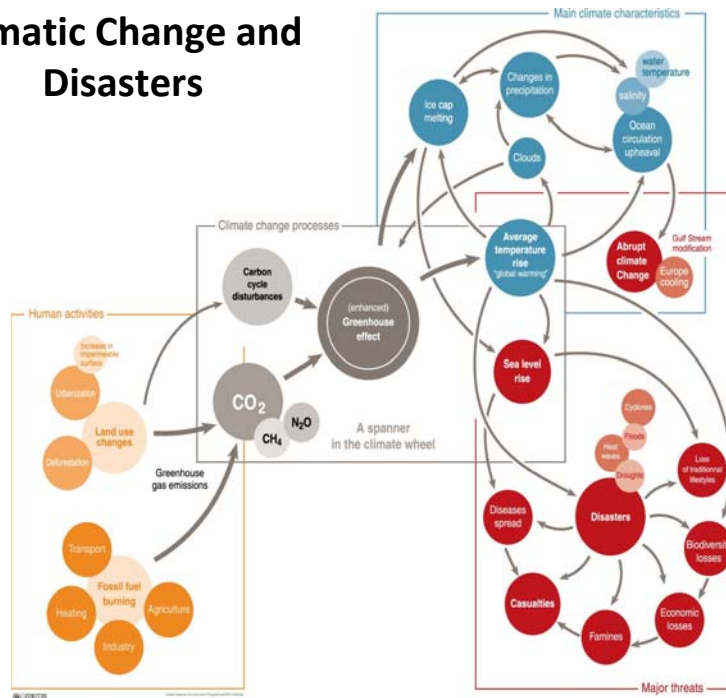 matic Change and
Disasters
Main climate characteristics
water
temperature
Changes in
precipitation
salinity
Ice cap
melting
Ocean
circulation
upheaval
Clouds
Climate change processes
Average
temperature
rise
"global warming"
Gulf Stream
modification
Abrupt
climate
Change
Europe
cooling
Carbon
cycle
disturbances
(enhanced)
Greenhouse
effect
Human activities
Increase in
impermeable
surface
Urbanization
Land use
changes
Deforestation
CO2
N2O
CH4
Sea level
rise
A spanner
in the climate wheel
Greenhouse
gas emissions
Cyclones
Floods
Heat
waves
Droughts
Loss
of traditionnal
lifestyles
Diseases
spread
Disasters
Biodiversit
losses
Transport
Fossil fuel
burning
Heating
Agriculture
Industry
Casualties
Economic
losses
Famines
Major threats